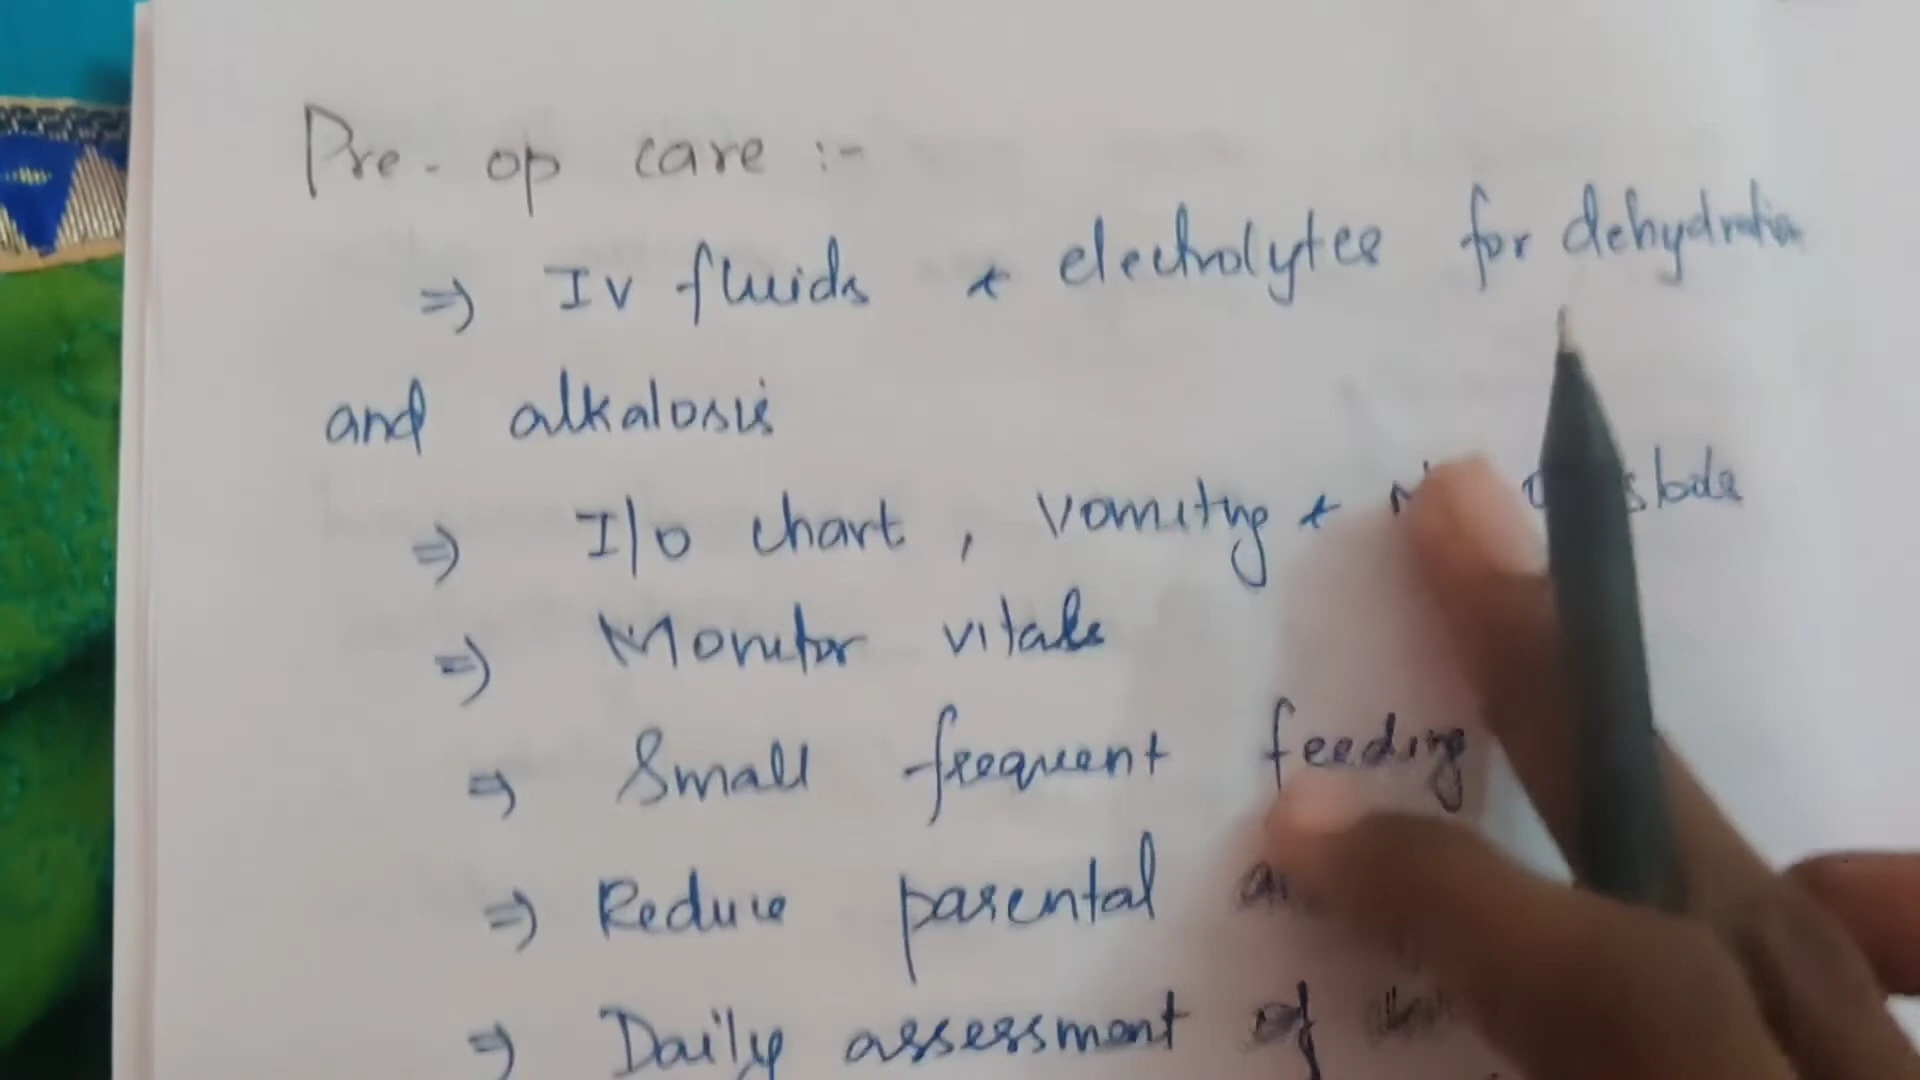 Pre-op care :-
⇒ IV fluids + electrolytes for dehydration
and alkalosis
⇒ I/O chart, vomiting +
⇒ Monitor vitals
⇒ Small frequent feeding
⇒ Reduce parental
⇒ Daily assessment of